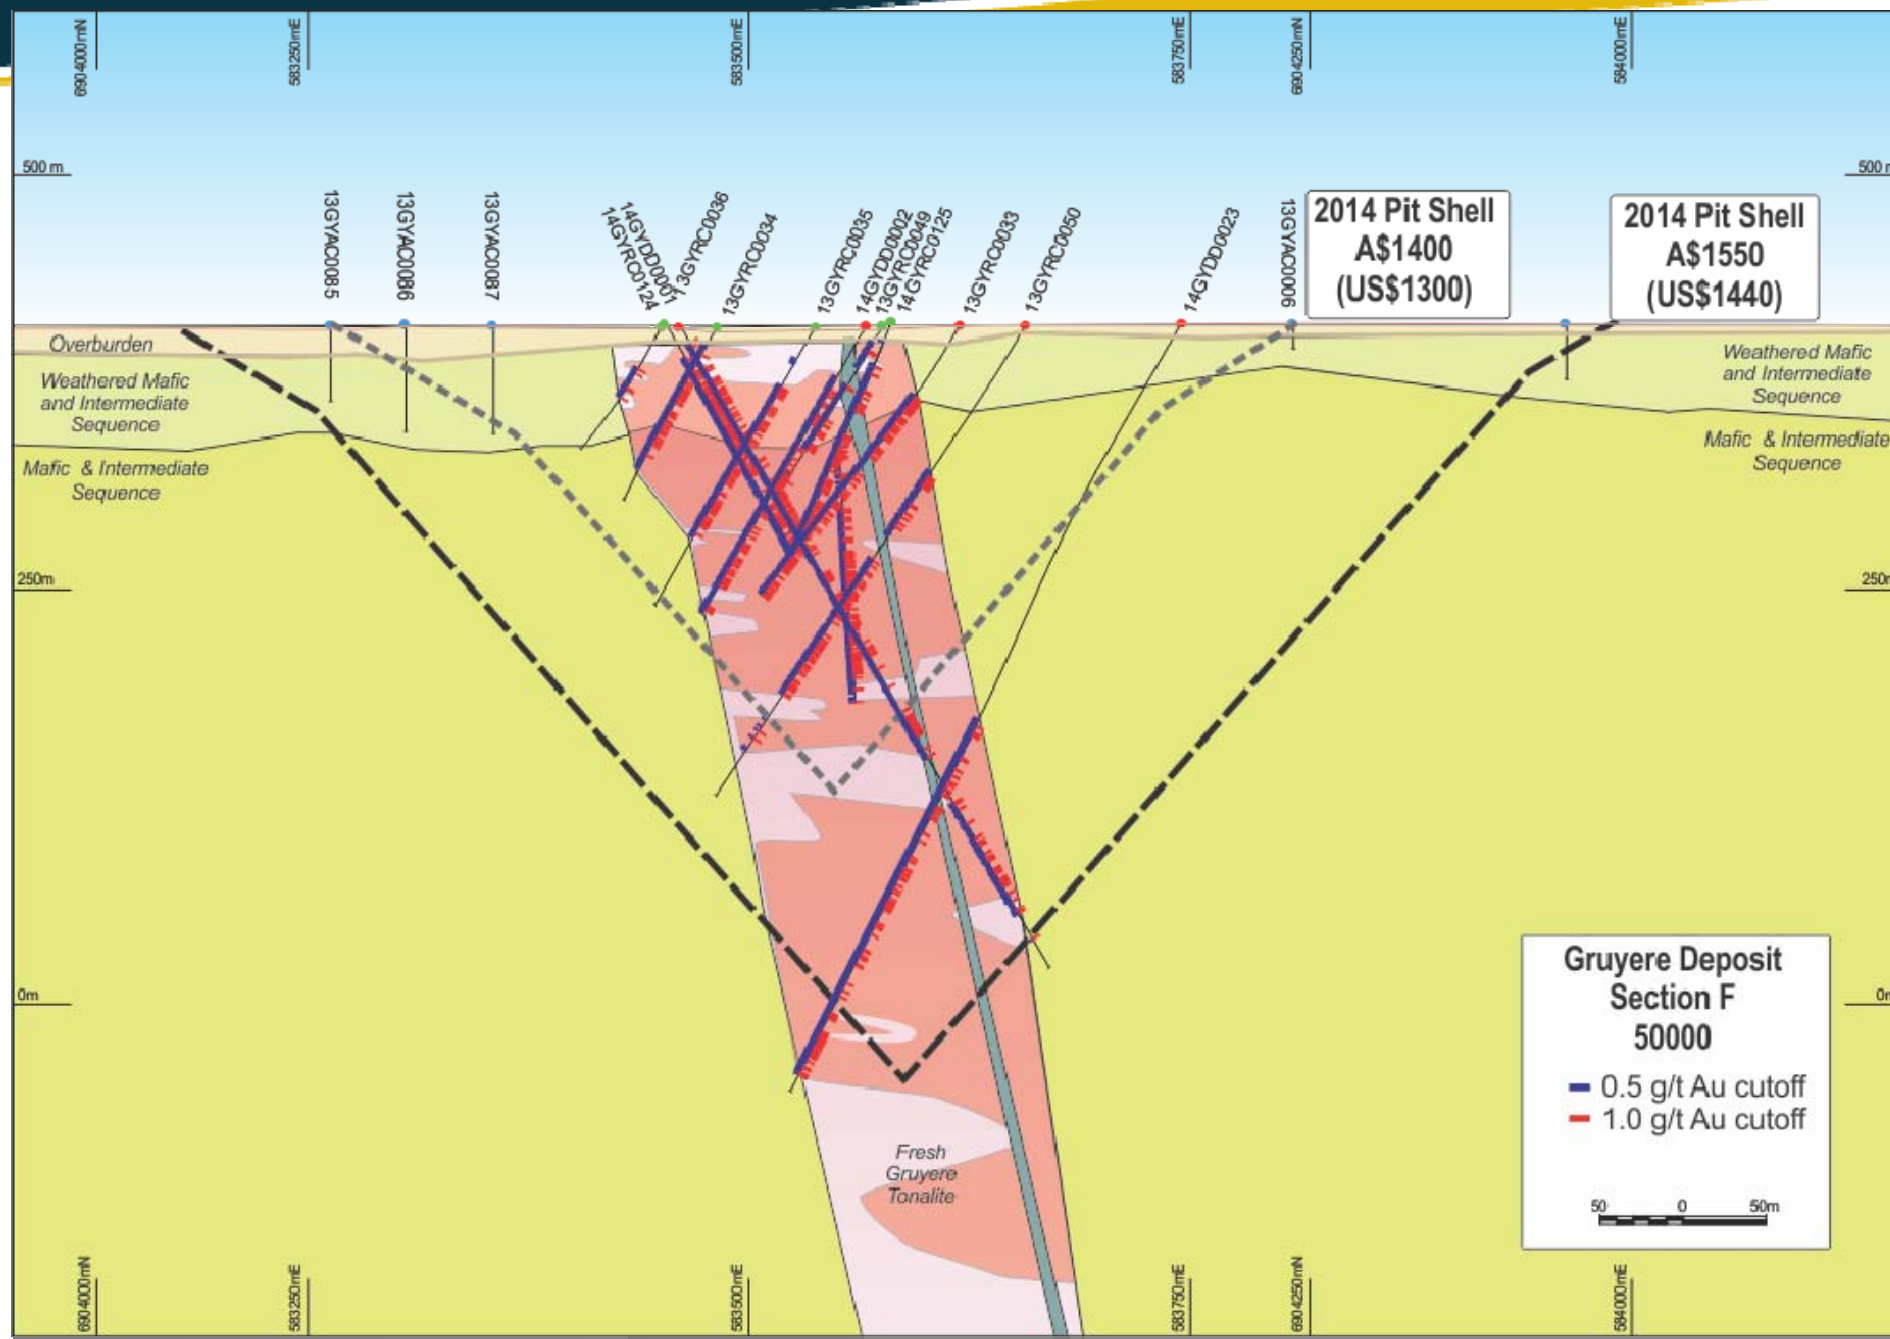 6904000mN
583250mE
583500mE
583750mE
6904250mN
584000mE
500 m
500 m
13GYAC0085
13GYAC0086
13GYAC0087
14GYRC0124
14GYDD0001
13GYRC0036
13GYRC0034
13GYRC0035
14GYDD0002
13GYRC0049
14GYRC0125
13GYRC0033
13GYRC0050
14GYDD0023
13GYAC0006
2014 Pit Shell
A$1400
(US$1300)
2014 Pit Shell
A$1550
(US$1440)
Overburden
Weathered Mafic
and Intermediate
Sequence
Mafic & Intermediate
Sequence
Weathered Mafic
and Intermediate
Sequence
Mafic & Intermediate
Sequence
250m
250m
0m
0m
Fresh
Gruyere
Tonalite
Gruyere Deposit
Section F
50000
0.5 g/t Au cutoff
1.0 g/t Au cutoff
50 0 50m
6904000mN
583250mE
583500mE
583750mE
6904250mN
584000mE